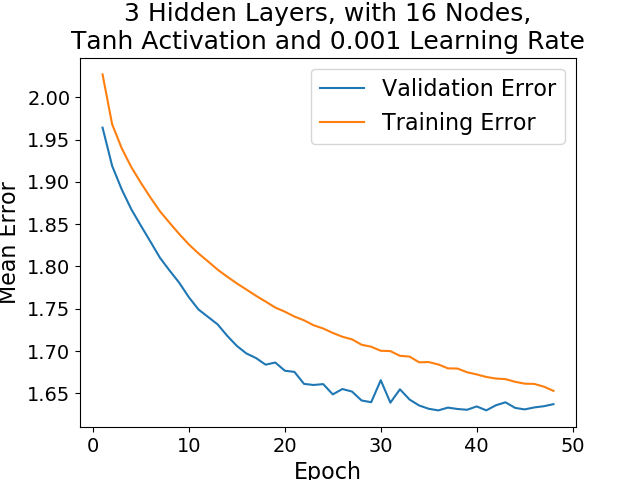 3 Hidden Layers, with 16 Nodes,
Tanh Activation and 0.001 Learning Rate
Validation Error
Training Error
Mean Error
2.00
1.95
1.90
1.85
1.80
1.75
1.70
1.65
0 10 20 30 40 50
Epoch